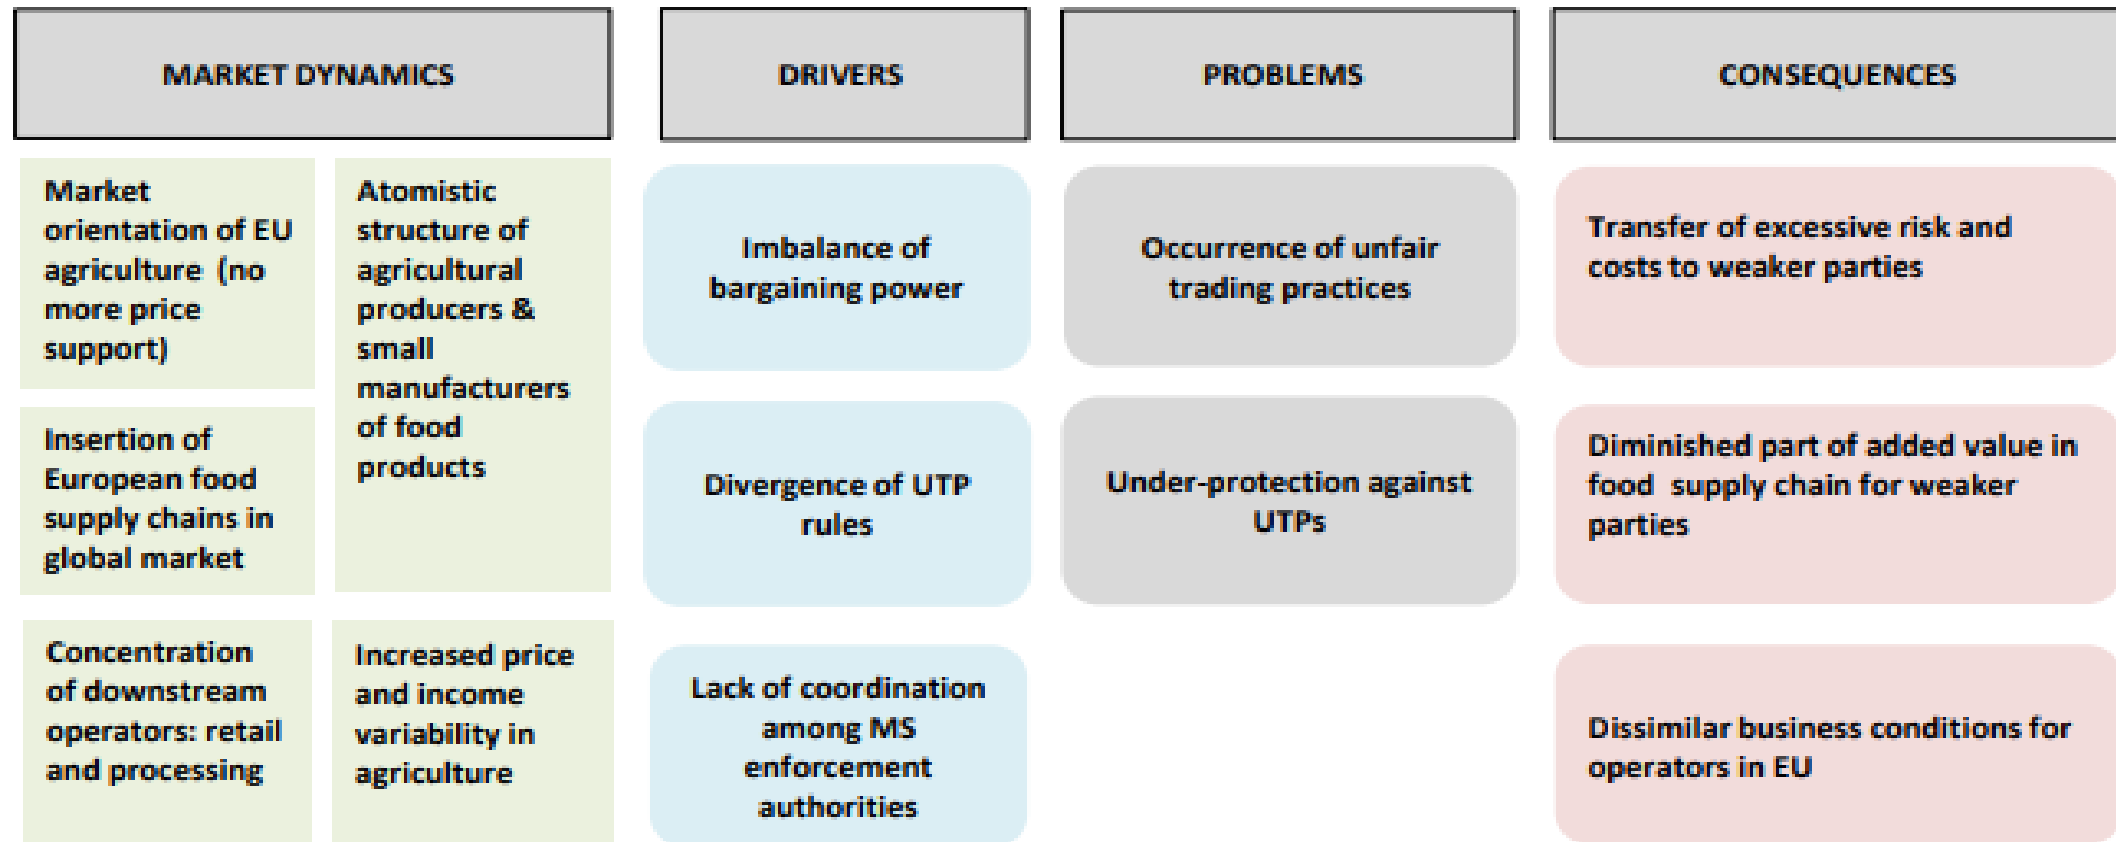 MARKET DYNAMICS
DRIVERS
PROBLEMS
CONSEQUENCES
Market
orientation of EU
agriculture (no
more price
support)
Atomistic
structure of
agricultural
producers &
small
manufacturers
of food
products
Insertion of
European food
supply chains in
global market
Concentration
of downstream
operators: retail
and processing
Increased price
and income
variability in
agriculture
Imbalance of
bargaining power
Divergence of UTP
rules
Lack of coordination
among MS
enforcement
authorities
Occurrence of unfair
trading practices
Under-protection against
UTPs
Transfer of excessive risk and
costs to weaker parties
Diminished part of added value in
food supply chain for weaker
parties
Dissimilar business conditions for
operators in EU